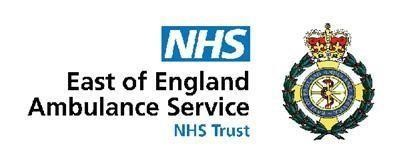 NHS
East of England
Ambulance Service
NHS Trust